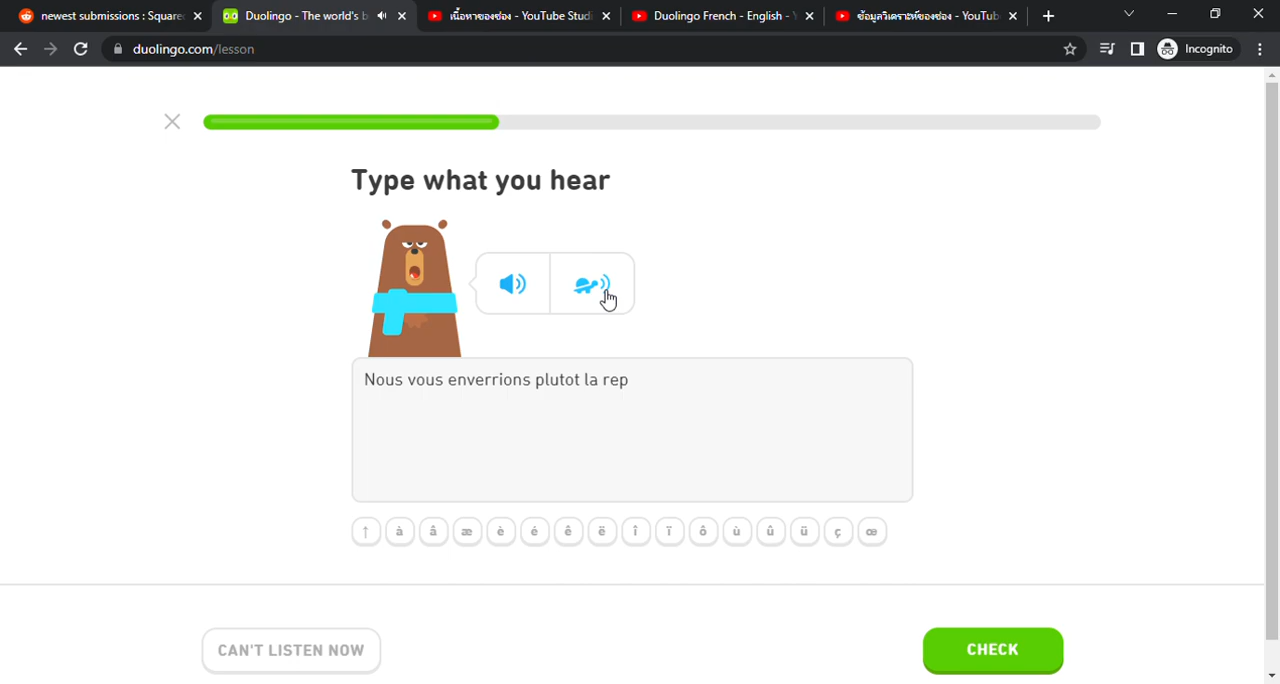 newest submissions : Square
Duolingo - The world's b
เนื้อหาของช่อง - YouTube Studi
Duolingo French - English -
ข้อมูลวิเคราะห์ของช่อง - YouTub
duolingo.com/lesson
Incognito
Type what you hear
Nous vous enverrions plutot la rep
↑ à â æ è é ê ë î ï ô ù û ü ç œ
CAN'T LISTEN NOW
CHECK